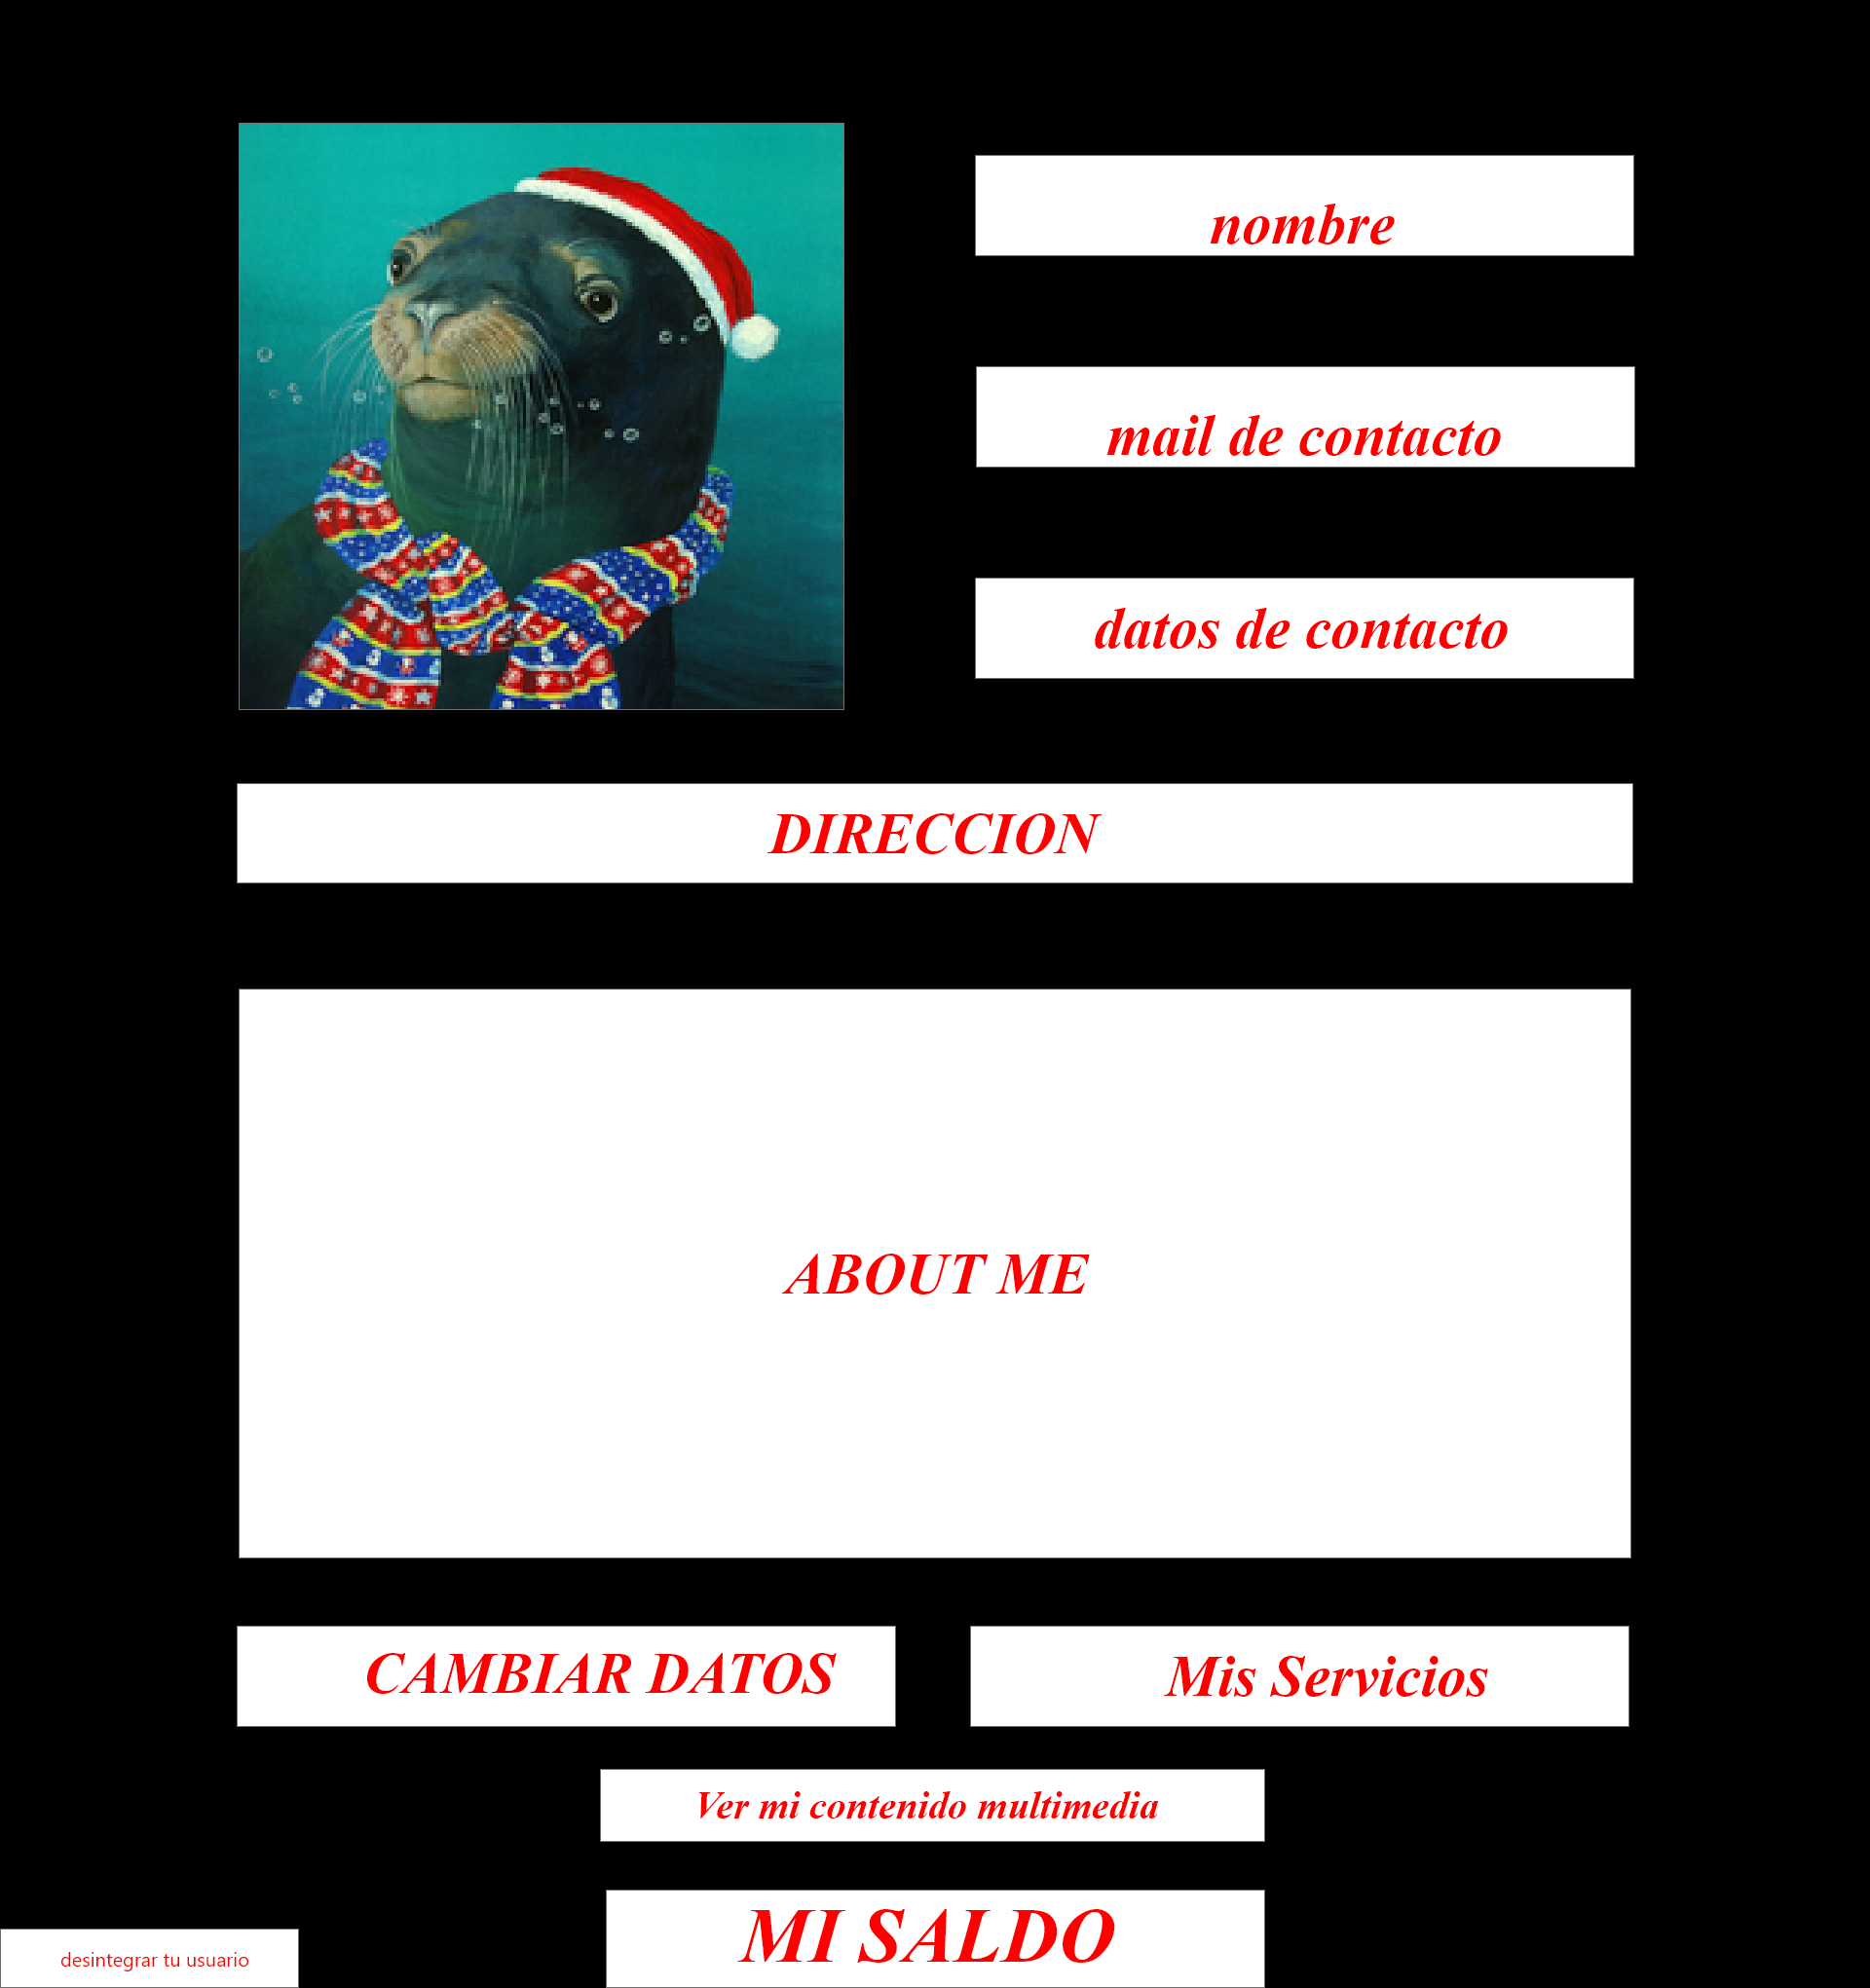 nombre
mail de contacto
datos de contacto
DIRECCION
ABOUT ME
CAMBIAR DATOS
Mis Servicios
Ver mi contenido multimedia
MI SALDO
desintegrar tu usuario